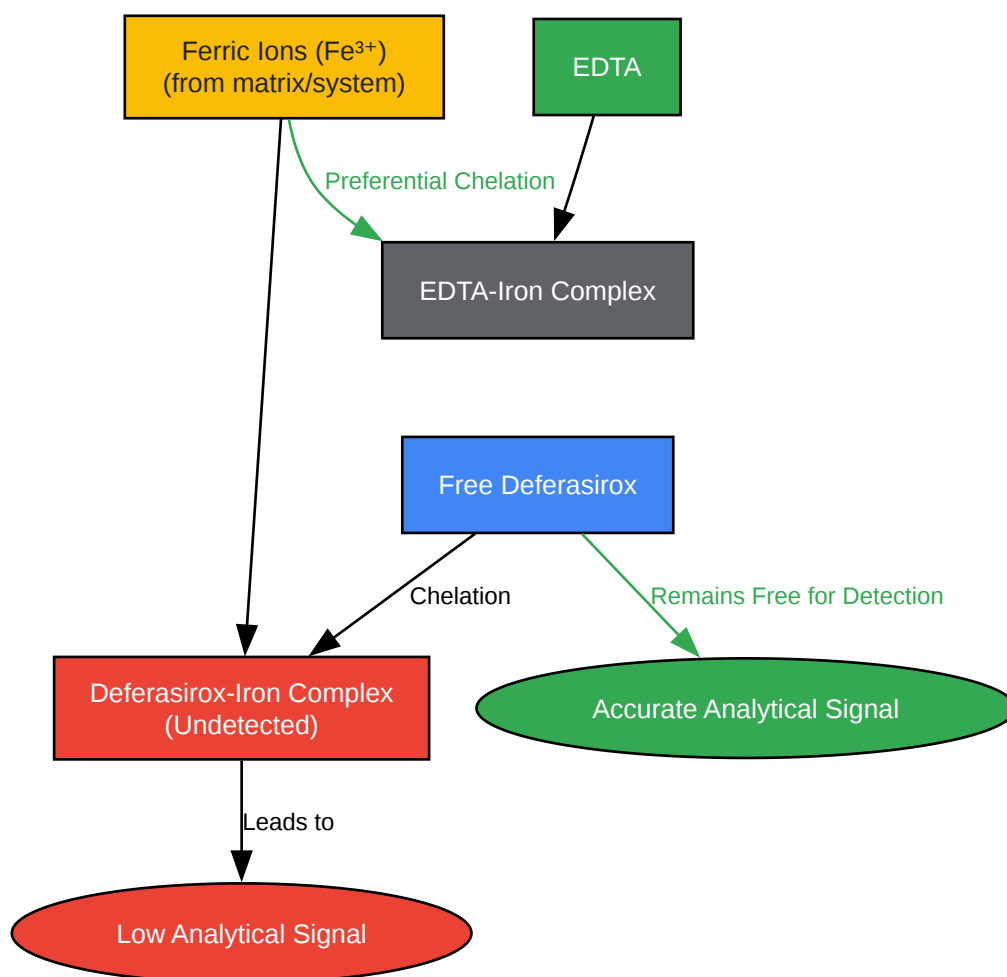 Ferric Ions (Fe³⁺)
(from matrix/system)
EDTA
Preferential Chelation
EDTA-Iron Complex
Free Deferasirox
Chelation
Remains Free for Detection
Deferasirox-Iron Complex
(Undetected)
Accurate Analytical Signal
Leads to
Low Analytical Signal